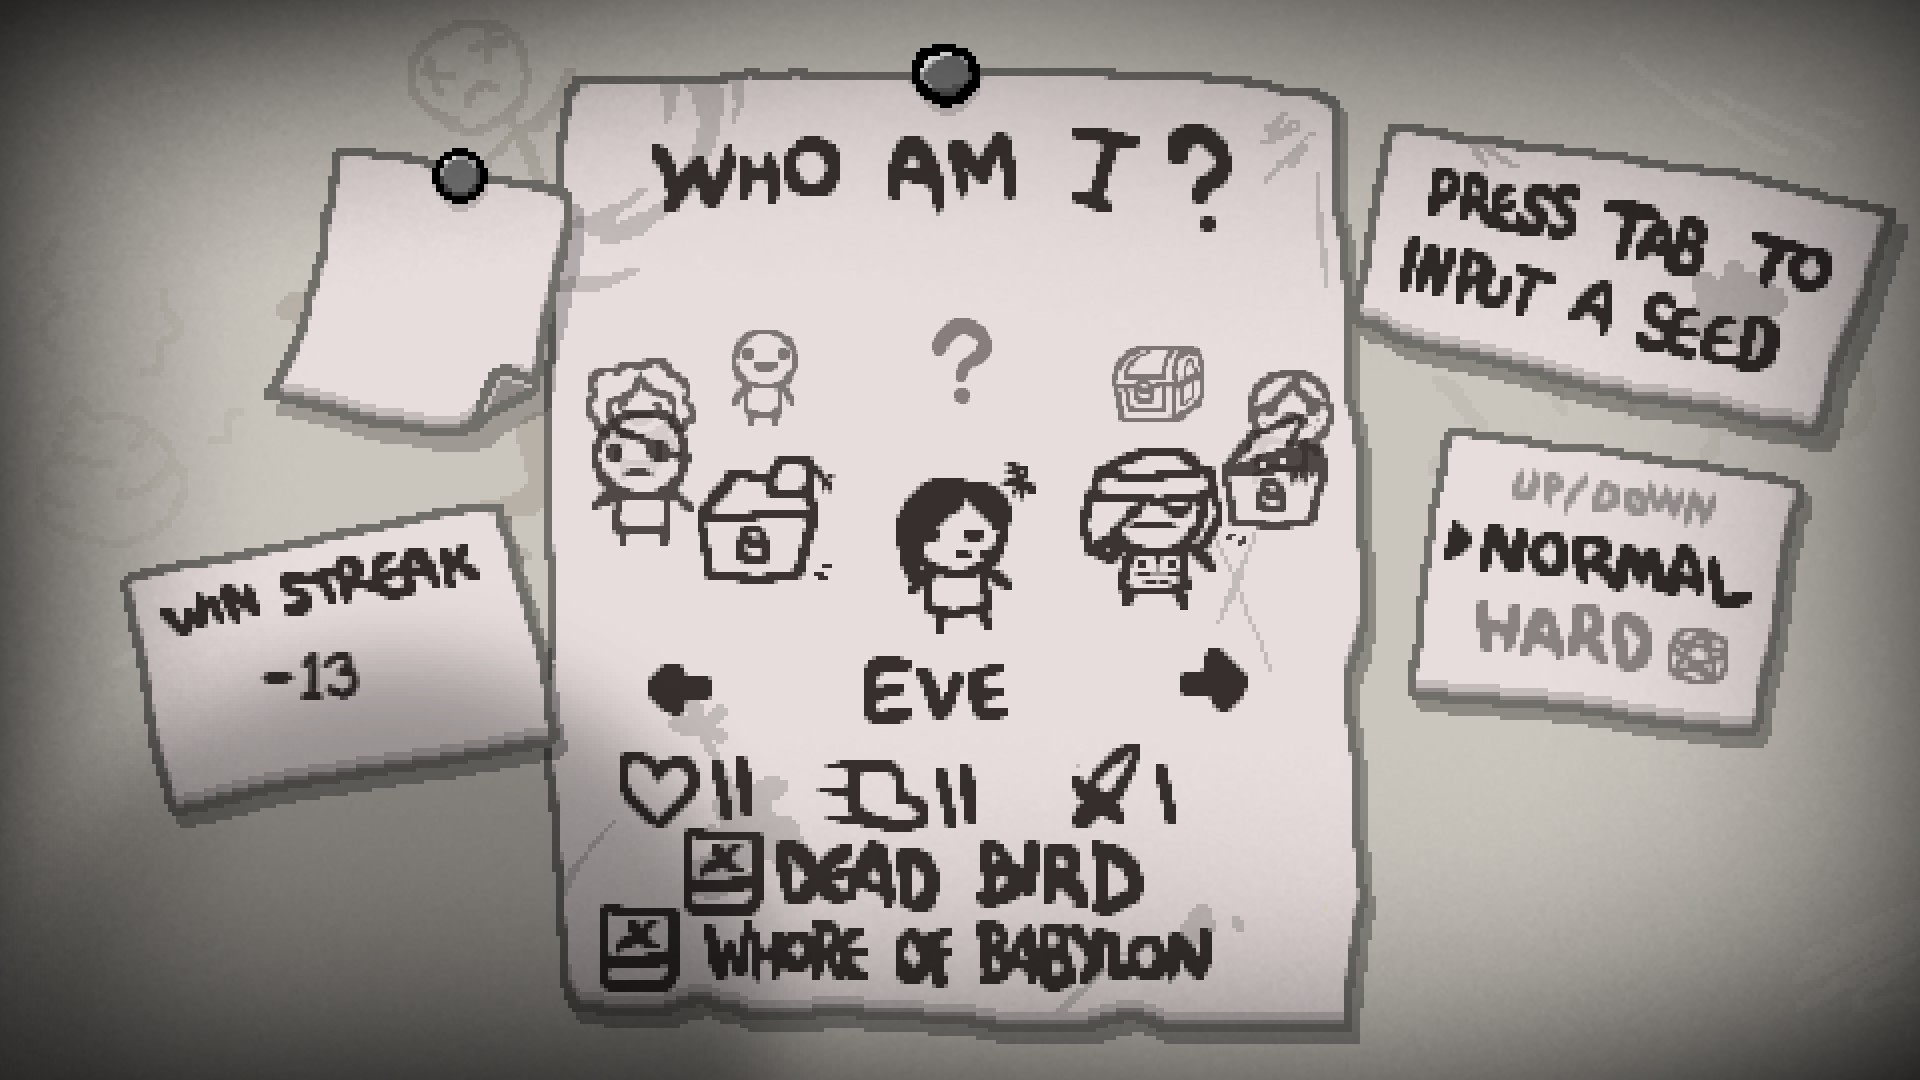 WHO AM I?
PRESS TAB TO
INPUT A SEED
?
UP/DOWN
NORMAL
HARD
WIN STREAK
-13
EVE
DEAD BIRD
WHORE OF BABYLON